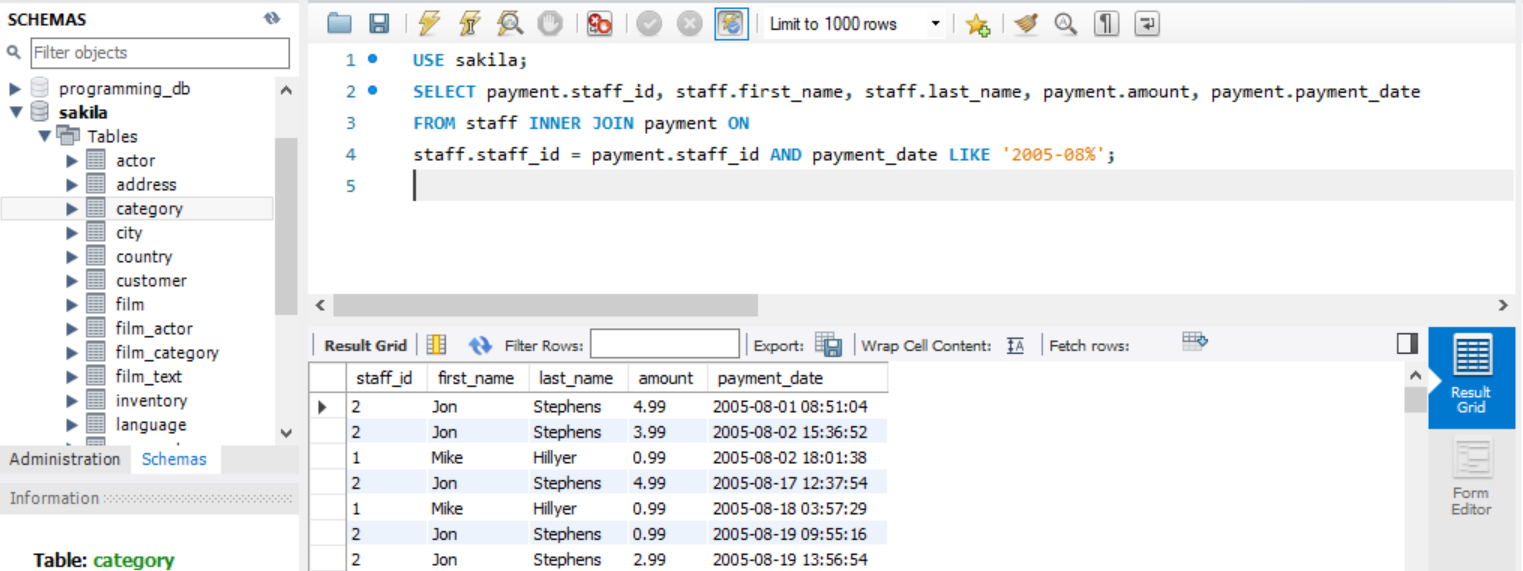 SCHEMAS
Filter objects
programming_db
sakila
Tables
actor
address
category
city
country
customer
film
film_actor
film_category
film_text
inventory
language
Administration Schemas
Information
Table: category
Limit to 1000 rows
1 USE sakila;
2 SELECT payment.staff_id, staff.first_name, staff.last_name, payment.amount, payment.payment_date
3 FROM staff INNER JOIN payment ON
4 staff.staff_id = payment.staff_id AND payment_date LIKE '2005-08%';
5
Result Grid Filter Rows: Export: Wrap Cell Content: IA Fetch rows:
staff_id first_name last_name amount payment_date
2 Jon Stephens 4.99 2005-08-01 08:51:04
2 Jon Stephens 3.99 2005-08-02 15:36:52
1 Mike Hillyer 0.99 2005-08-02 18:01:38
2 Jon Stephens 4.99 2005-08-17 12:37:54
1 Mike Hillyer 0.99 2005-08-18 03:57:29
2 Jon Stephens 0.99 2005-08-19 09:55:16
2 Jon Stephens 2.99 2005-08-19 13:56:54
Result
Grid
Form
Editor